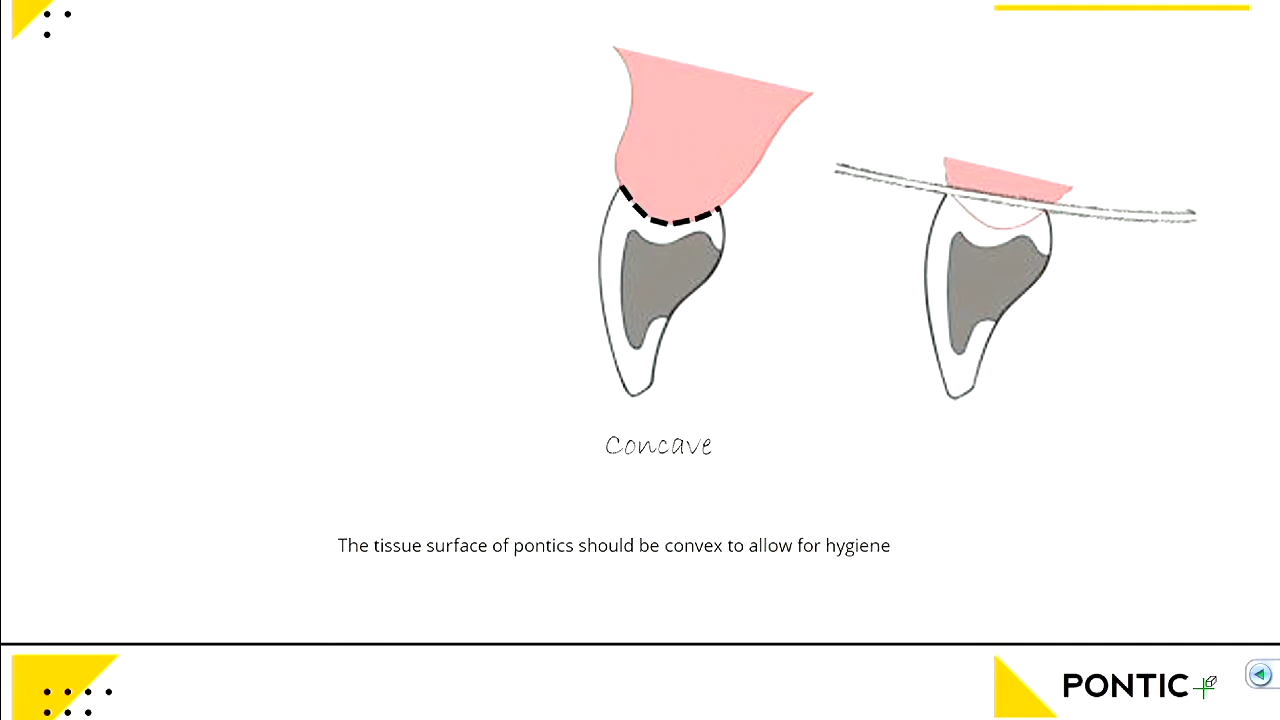 Concave
The tissue surface of pontics should be convex to allow for hygiene
PONTIC